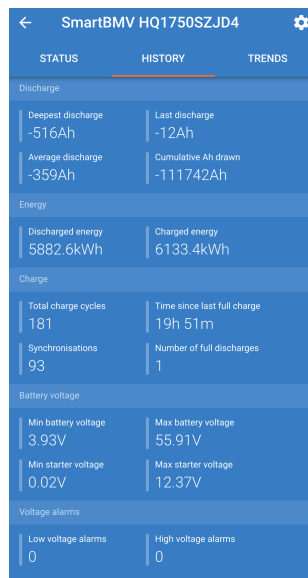 SmartBMV HQ1750SZJD4
STATUS HISTORY TRENDS
Discharge
Deepest discharge Last discharge
-516Ah -12Ah
Average discharge Cumulative Ah drawn
-359Ah -111742Ah
Energy
Discharged energy Charged energy
5882.6kWh 6133.4kWh
Charge
Total charge cycles Time since last full charge
181 19h 51m
Synchronisations Number of full discharges
93 1
Battery voltage
Min battery voltage Max battery voltage
3.93V 55.91V
Min starter voltage Max starter voltage
0.02V 12.37V
Voltage alarms
Low voltage alarms High voltage alarms
0 0